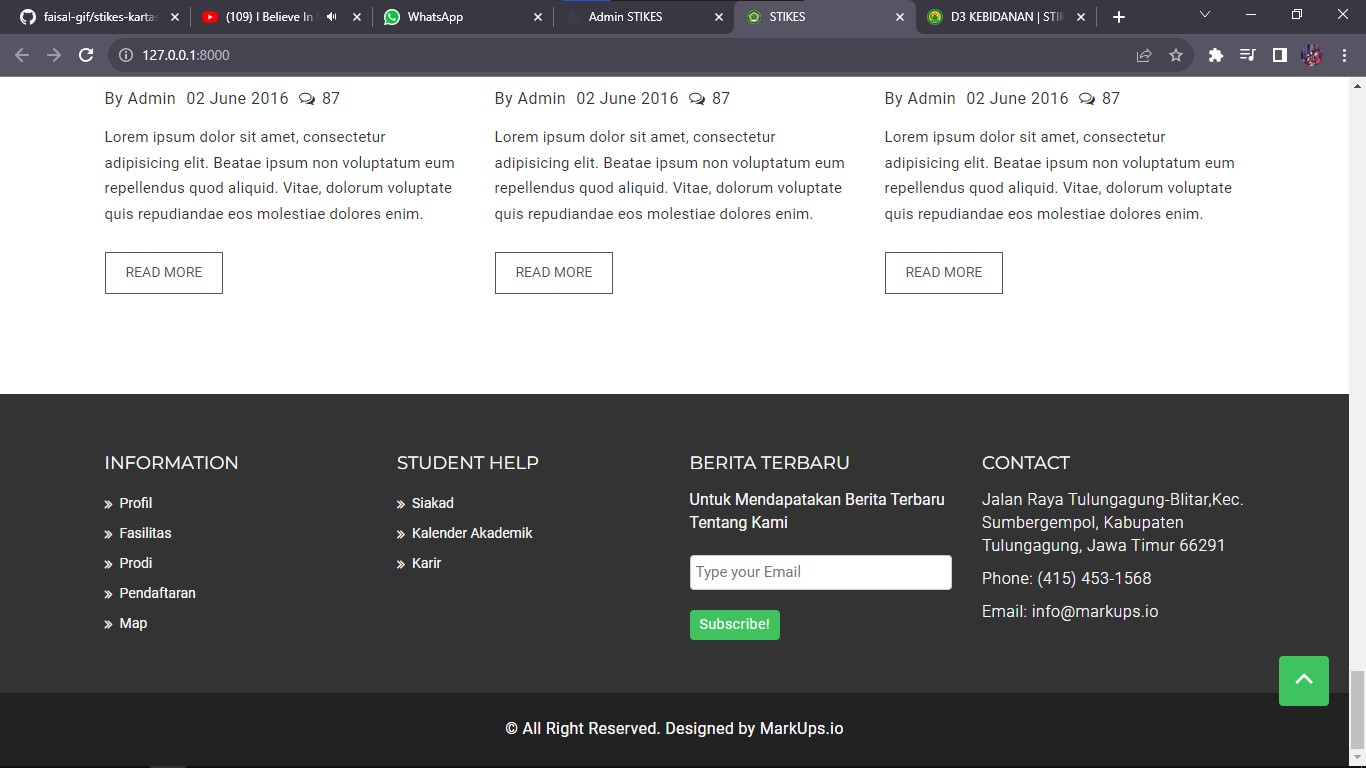 faisal-gif/stikes-kartas
(109) I Believe In
WhatsApp
Admin STIKES
STIKES
D3 KEBIDANAN | STIK
127.0.0.1:8000
By Admin 02 June 2016 87
Lorem ipsum dolor sit amet, consectetur
adipisicing elit. Beatae ipsum non voluptatum eum
repellendus quod aliquid. Vitae, dolorum voluptate
quis repudiandae eos molestiae dolores enim.
READ MORE
By Admin 02 June 2016 87
Lorem ipsum dolor sit amet, consectetur
adipisicing elit. Beatae ipsum non voluptatum eum
repellendus quod aliquid. Vitae, dolorum voluptate
quis repudiandae eos molestiae dolores enim.
READ MORE
By Admin 02 June 2016 87
Lorem ipsum dolor sit amet, consectetur
adipisicing elit. Beatae ipsum non voluptatum eum
repellendus quod aliquid. Vitae, dolorum voluptate
quis repudiandae eos molestiae dolores enim.
READ MORE
INFORMATION
» Profil
» Fasilitas
» Prodi
» Pendaftaran
» Map
STUDENT HELP
» Siakad
» Kalender Akademik
» Karir
BERITA TERBARU
Untuk Mendapatakan Berita Terbaru
Tentang Kami
Type your Email
Subscribe!
CONTACT
Jalan Raya Tulungagung-Blitar,Kec.
Sumbergempol, Kabupaten
Tulungagung, Jawa Timur 66291
Phone: (415) 453-1568
Email: info@markups.io
© All Right Reserved. Designed by MarkUps.io